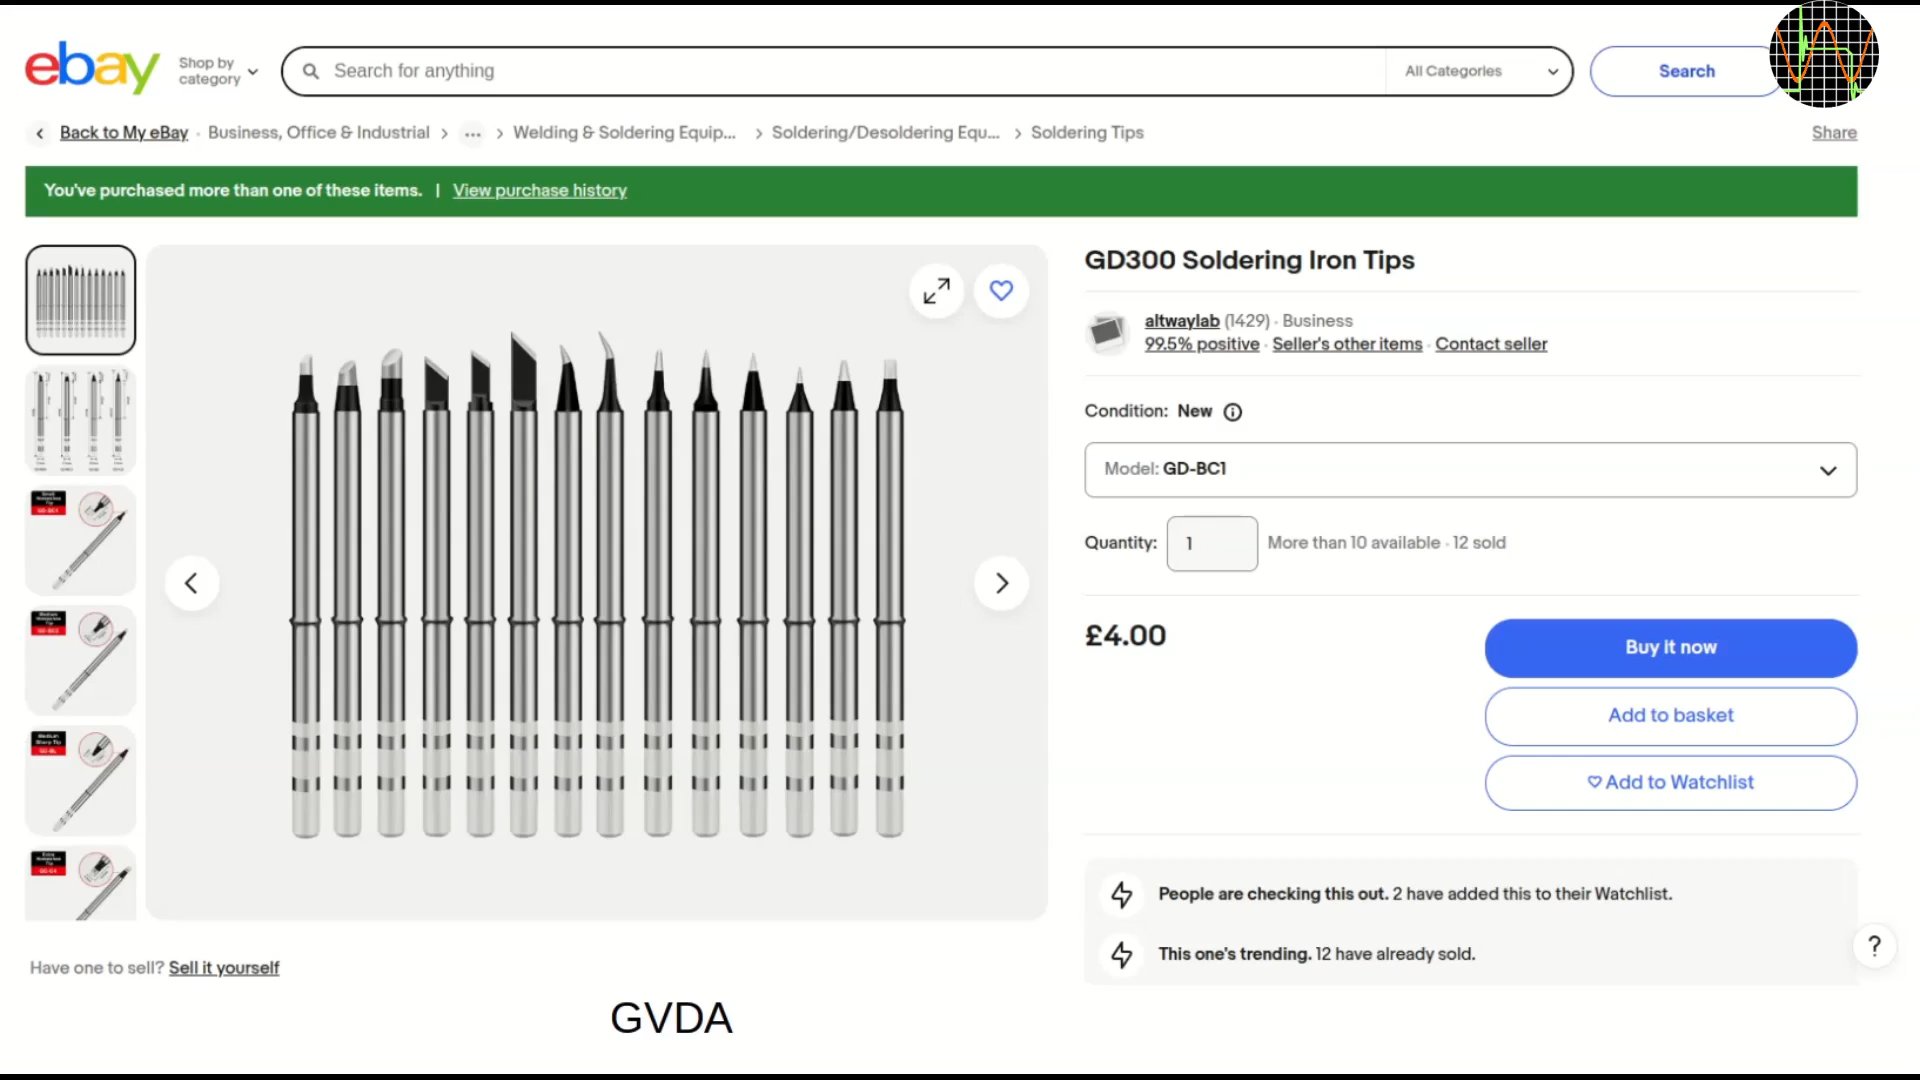 ebay
Shop by category
Search for anything
All Categories
Search
Back to My eBay · Business, Office & Industrial > ... > Welding & Soldering Equip... > Soldering/Desoldering Equ... > Soldering Tips
Share
You've purchased more than one of these items. | View purchase history
GD300 Soldering Iron Tips
altwaylab (1429) · Business
99.5% positive · Seller's other items · Contact seller
Condition: New
Model: GD-BC1
Quantity: 1 More than 10 available · 12 sold
£4.00
Buy It now
Add to basket
Add to Watchlist
People are checking this out. 2 have added this to their Watchlist.
This one's trending. 12 have already sold.
?
Have one to sell? Sell it yourself
GVDA